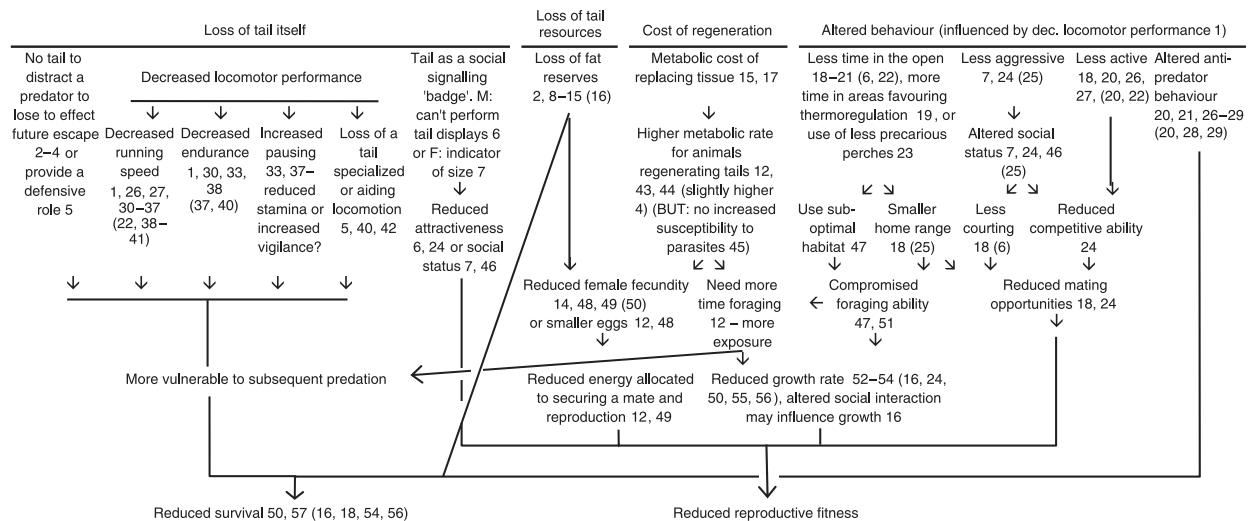 Loss of tail itself
Loss of tail
resources
Cost of regeneration
Altered behaviour (influenced by dec. locomotor performance 1)
No tail to
distract a
predator to
lose to effect
future escape
2–4 or
provide a
defensive
role 5
Decreased locomotor performance
Decreased
running
speed
1, 26, 27,
30–37
(22, 38–
41)
Decreased
endurance
1, 30, 33,
38
(37, 40)
Increased
pausing
33, 37–
reduced
stamina or
increased
vigilance?
Loss of a
tail
specialized
or aiding
locomotion
5, 40, 42
Tail as a social
signalling
'badge'. M:
can't perform
tail displays 6
or F: indicator
of size 7
Reduced
attractiveness
6, 24 or social
status 7, 46
Loss of fat
reserves
2, 8–15 (16)
Metabolic cost of
replacing tissue 15, 17
Higher metabolic rate
for animals
regenerating tails 12,
43, 44 (slightly higher
4) (BUT: no increased
susceptibility to
parasites 45)
Less time in the open
18–21 (6, 22), more
time in areas favouring
thermoregulation 19, or
use of less precarious
perches 23
Less aggressive
7, 24 (25)
Altered social
status 7, 24, 46
(25)
Less active
18, 20, 26,
27, (20, 22)
Altered anti-
predator
behaviour
20, 21, 26–29
(20, 28, 29)
Use sub-
optimal
habitat 47
Smaller
home range
18 (25)
Less
courting
18 (6)
Reduced
competitive ability
24
Reduced female fecundity
14, 48, 49 (50)
or smaller eggs 12, 48
Need more
time foraging
12 – more
exposure
Compromised
foraging ability
47, 51
Reduced mating
opportunities 18, 24
More vulnerable to subsequent predation
Reduced energy allocated
to securing a mate and
reproduction 12, 49
Reduced growth rate 52–54 (16, 24,
50, 55, 56), altered social interaction
may influence growth 16
Reduced survival 50, 57 (16, 18, 54, 56)
Reduced reproductive fitness